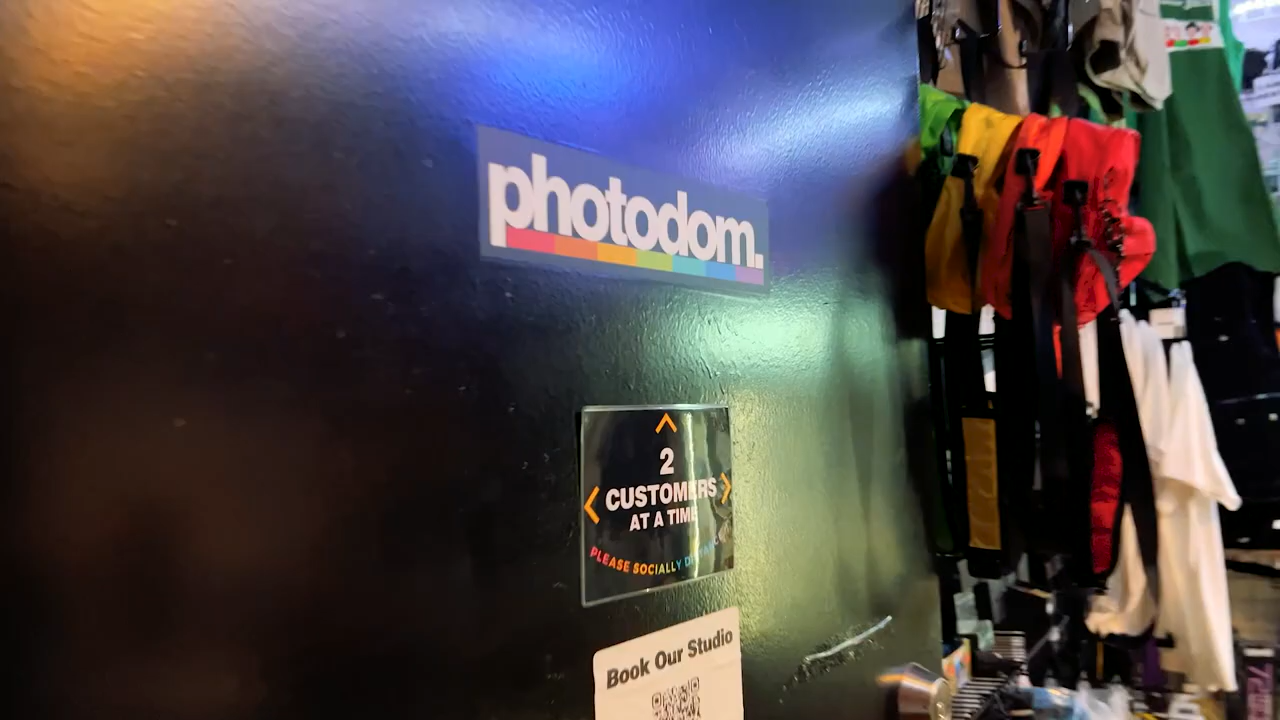 photodom.
2
CUSTOMERS
AT A TIME
PLEASE SOCIALLY
Book Our Studio